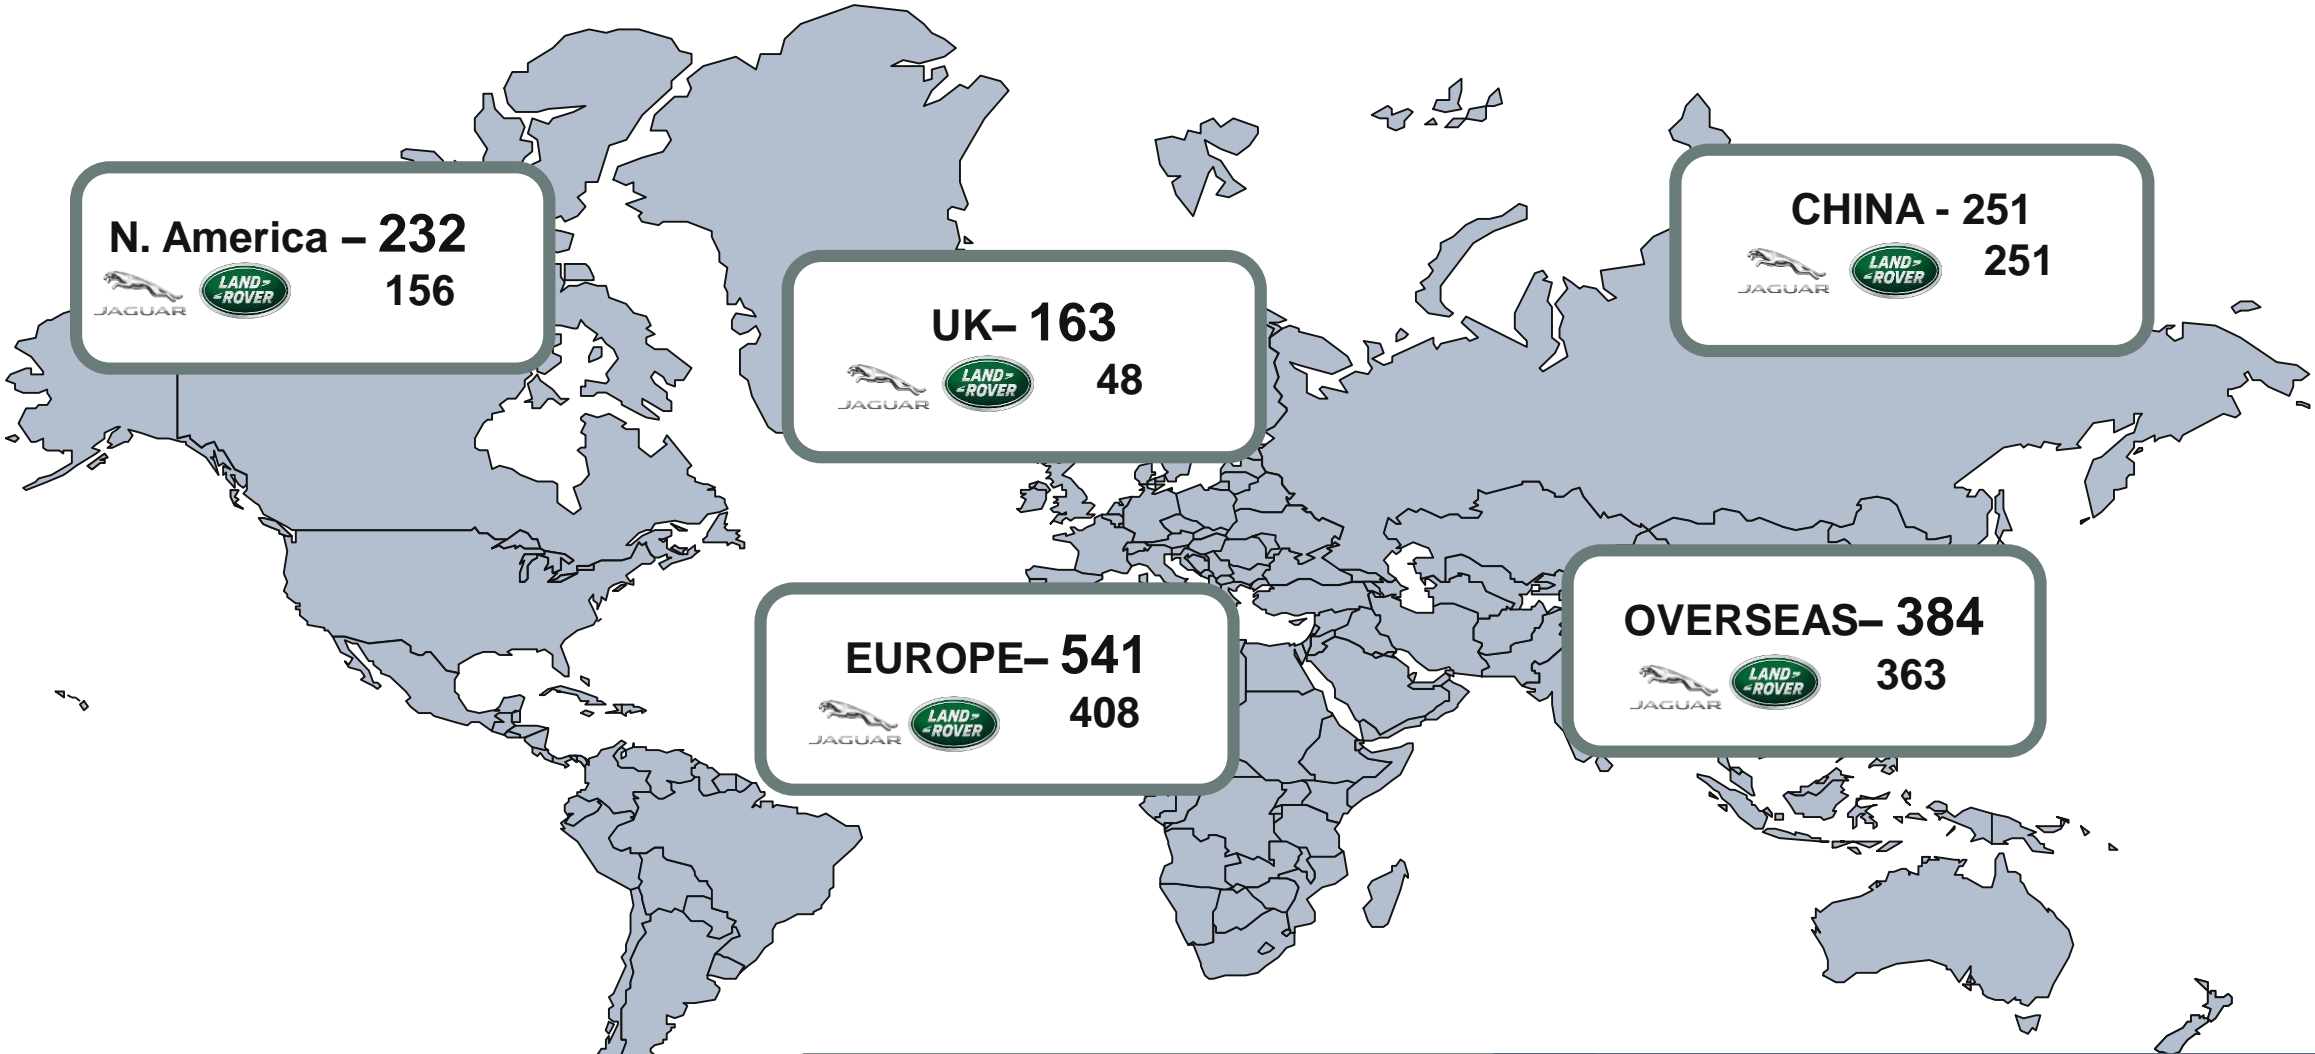 N. America – 232
JAGUAR LAND-ROVER 156
CHINA - 251
JAGUAR LAND-ROVER 251
UK– 163
JAGUAR LAND-ROVER 48
EUROPE– 541
JAGUAR LAND-ROVER 408
OVERSEAS– 384
JAGUAR LAND-ROVER 363